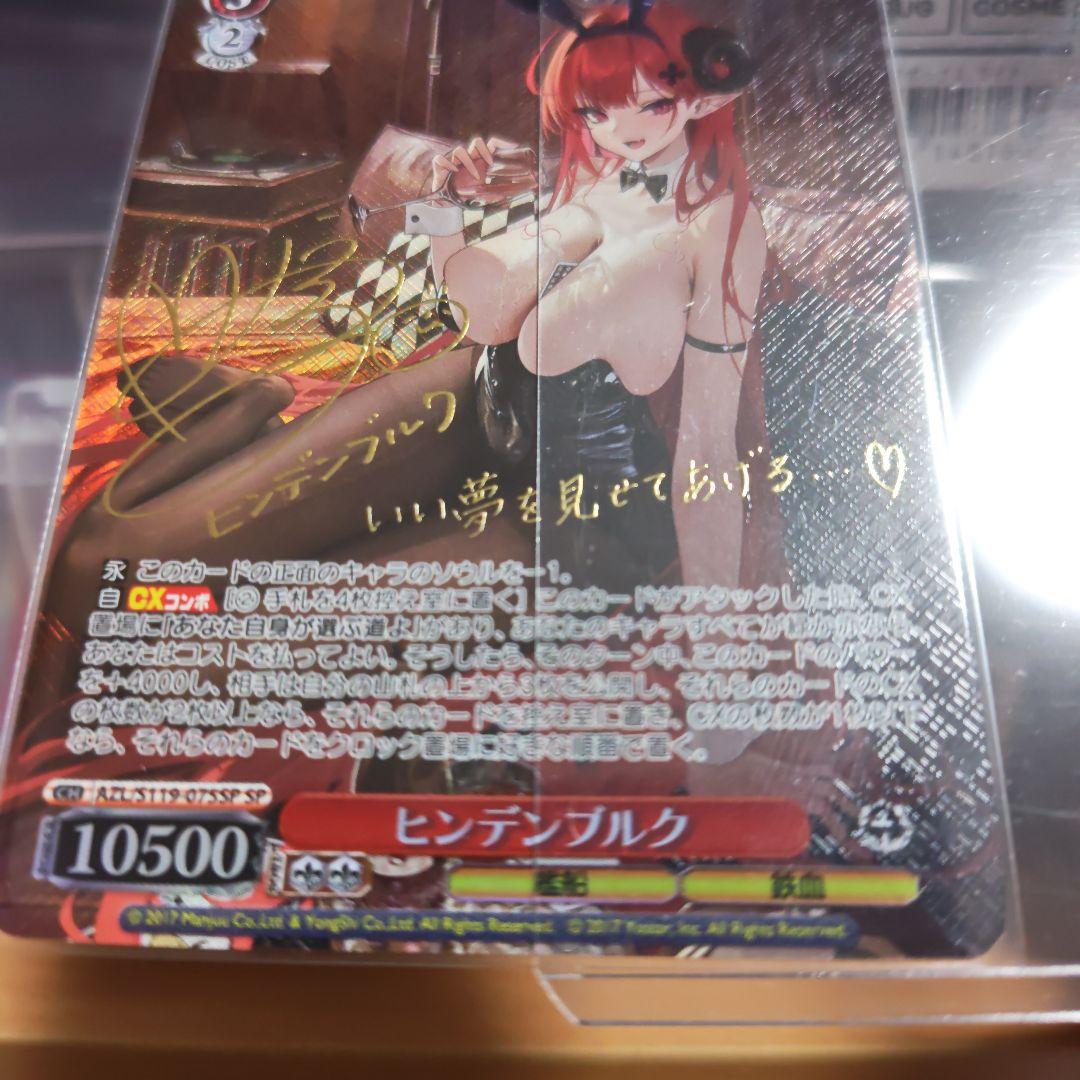 3
2
COST
COSME
ヒンデンブルク
いい夢を見せてあげる…♡
永 このカードの正面のキャラのソウルを－1。
自 CXコンボ [① 手札を4枚控え室に置く] このカードがアタックした時、CX
置場に「あなた自身が選ぶ道よ」があり、あなたのキャラすべてが
あなたはコストを払ってよい。そうしたら、そのターン中、このカードのパワー
を＋4000し、相手は自分の山札の上から3枚を公開し、それらのカードのCX
の枚数が2枚以上なら、それらのカードを控え室に置き、CXの枚数が1枚以下
なら、それらのカードをクロック置場に好きな順番で置く。
CH AZL/S119-075SSP SP
ヒンデンブルク
10500
艦船 鉄血
© 2017 Manjuu Co.,Ltd. & YongShi Co.,Ltd. All Rights Reserved. © 2017 Yostar, Inc. All Rights Reserved.